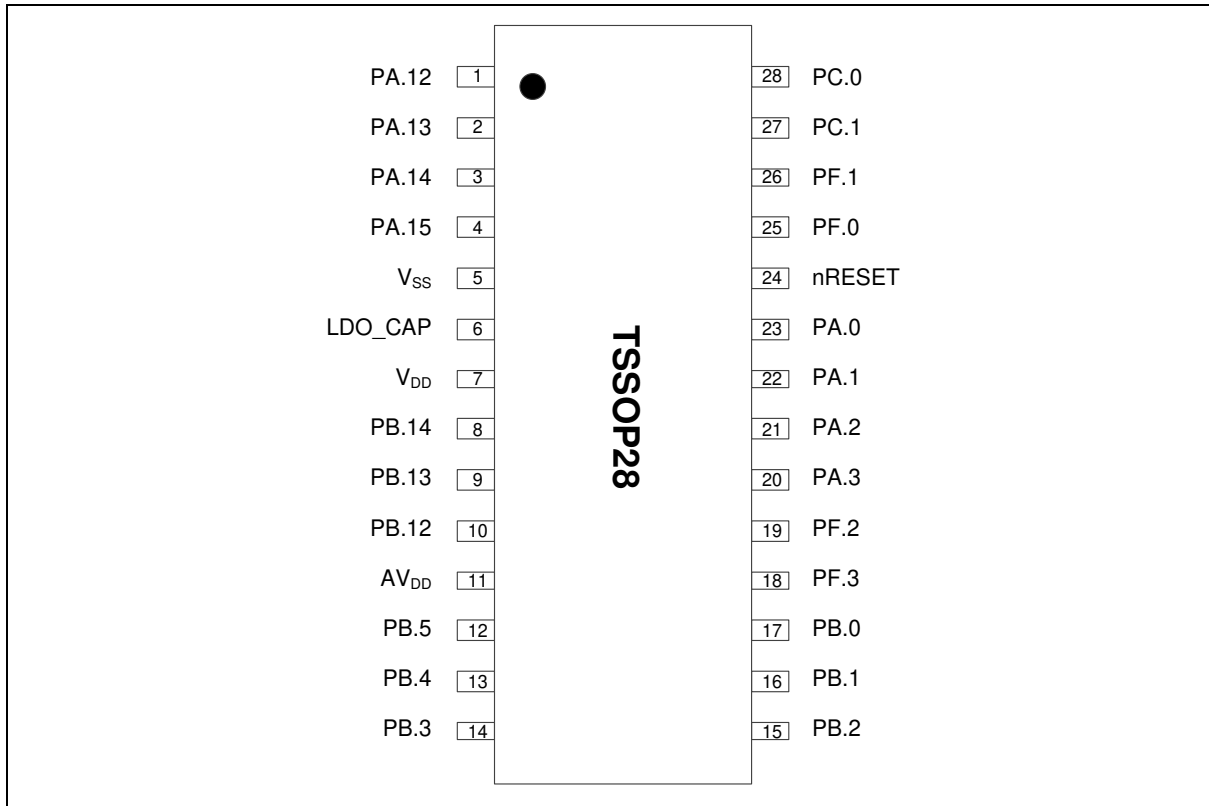 PA.12 1 28 PC.0
PA.13 2 27 PC.1
PA.14 3 26 PF.1
PA.15 4 25 PF.0
VSS 5 24 nRESET
LDO_CAP 6 23 PA.0
VDD 7 22 PA.1
PB.14 8 21 PA.2
PB.13 9 20 PA.3
PB.12 10 19 PF.2
AVDD 11 18 PF.3
PB.5 12 17 PB.0
PB.4 13 16 PB.1
PB.3 14 15 PB.2
TSSOP28